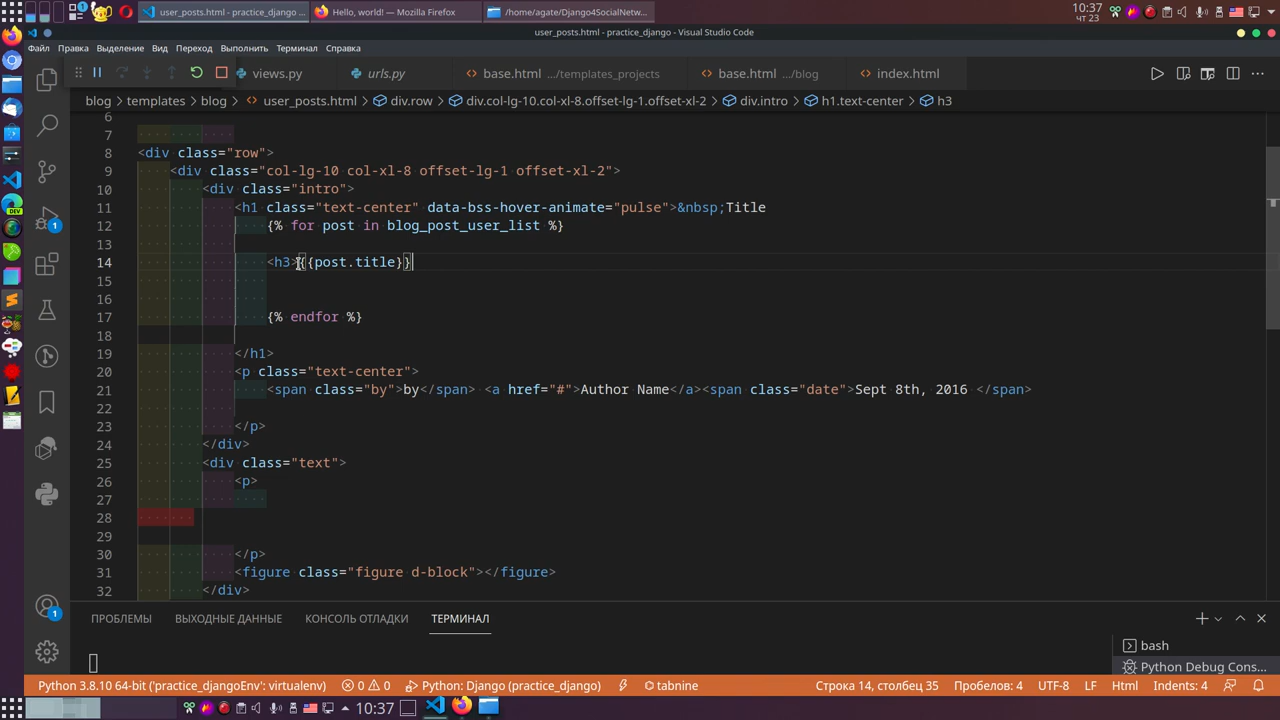 user_posts.html - practice_django ...
Hello, world! — Mozilla Firefox
/home/agate/Django4SocialNetw...
10:37
чт 23
user_posts.html - practice_django - Visual Studio Code
Файл Правка Выделение Вид Переход Выполнить Терминал Справка
views.py urls.py base.html .../templates_projects base.html .../blog index.html
blog > templates > blog > user_posts.html > div.row > div.col-lg-10.col-xl-8.offset-lg-1.offset-xl-2 > div.intro > h1.text-center > h3
6
7
8 <div class="row">
9 <div class="col-lg-10 col-xl-8 offset-lg-1 offset-xl-2">
10 <div class="intro">
11 <h1 class="text-center" data-bss-hover-animate="pulse">&nbsp;Title
12 {% for post in blog_post_user_list %}
13
14 <h3>{{post.title}}
15
16
17 {% endfor %}
18
19 </h1>
20 <p class="text-center">
21 <span class="by">by</span> <a href="#">Author Name</a><span class="date">Sept 8th, 2016 </span>
22
23 </p>
24 </div>
25 <div class="text">
26 <p>
27
28
29
30 </p>
31 <figure class="figure d-block"></figure>
32 </div>
DEV
1
1
ПРОБЛЕМЫ ВЫХОДНЫЕ ДАННЫЕ КОНСОЛЬ ОТЛАДКИ ТЕРМИНАЛ
bash
Python Debug Cons...
Python 3.8.10 64-bit ('practice_djangoEnv': virtualenv) 0 0 Python: Django (practice_django) tabnine Строка 14, столбец 35 Пробелов: 4 UTF-8 LF Html Indents: 4
10:37